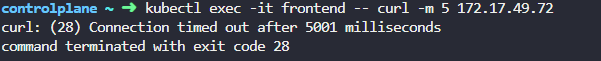 controlplane ~ ➜ kubectl exec -it frontend -- curl -m 5 172.17.49.72
curl: (28) Connection timed out after 5001 milliseconds
command terminated with exit code 28